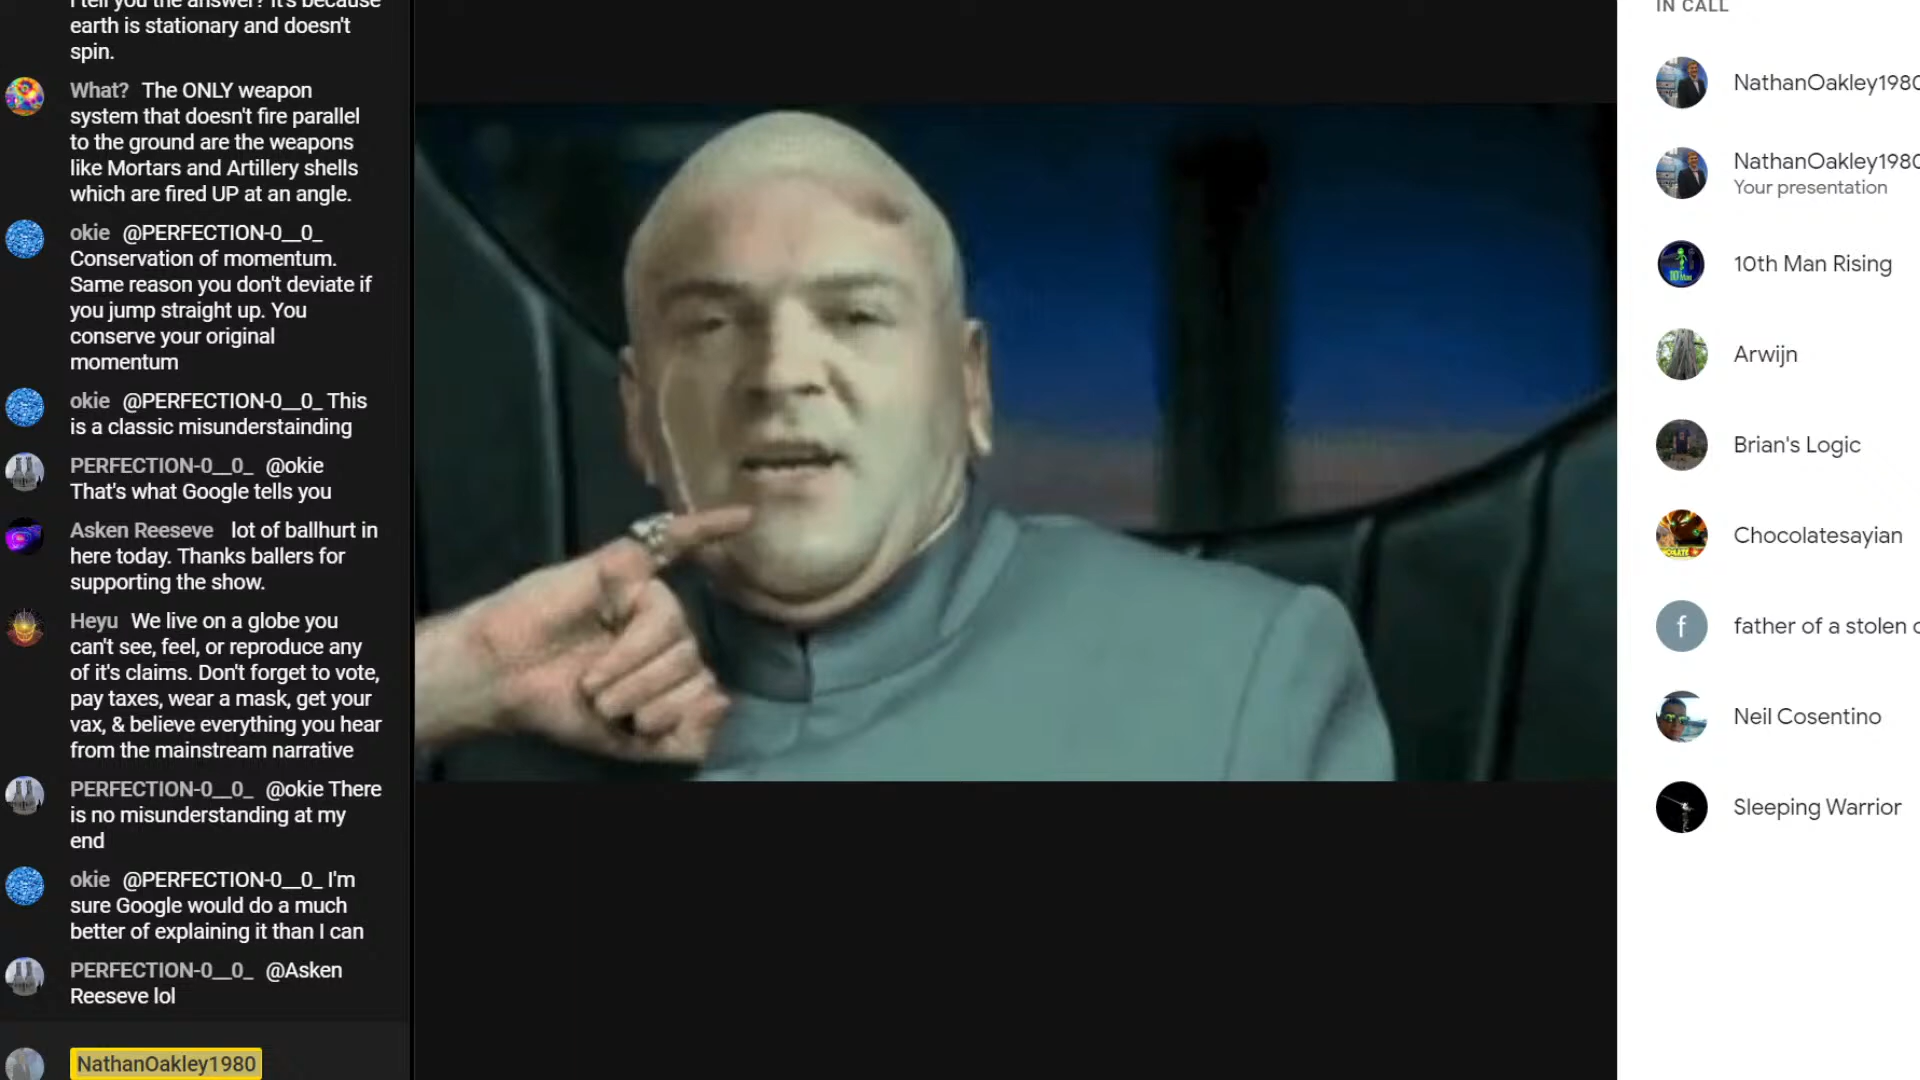 I tell you the answer? It's because
earth is stationary and doesn't
spin.
What? The ONLY weapon
system that doesn't fire parallel
to the ground are the weapons
like Mortars and Artillery shells
which are fired UP at an angle.
okie @PERFECTION-0__0_
Conservation of momentum.
Same reason you don't deviate if
you jump straight up. You
conserve your original
momentum
okie @PERFECTION-0__0_ This
is a classic misunderstainding
PERFECTION-0__0_ @okie
That's what Google tells you
Asken Reeseve lot of ballhurt in
here today. Thanks ballers for
supporting the show.
Heyu We live on a globe you
can't see, feel, or reproduce any
of it's claims. Don't forget to vote,
pay taxes, wear a mask, get your
vax, & believe everything you hear
from the mainstream narrative
PERFECTION-0__0_ @okie There
is no misunderstanding at my
end
okie @PERFECTION-0__0_ I'm
sure Google would do a much
better of explaining it than I can
PERFECTION-0__0_ @Asken
Reeseve lol
NathanOakley1980
IN CALL
NathanOakley1980
NathanOakley1980
Your presentation
10th Man Rising
Arwijn
Brian's Logic
Chocolatesayian
f
father of a stolen
Neil Cosentino
Sleeping Warrior